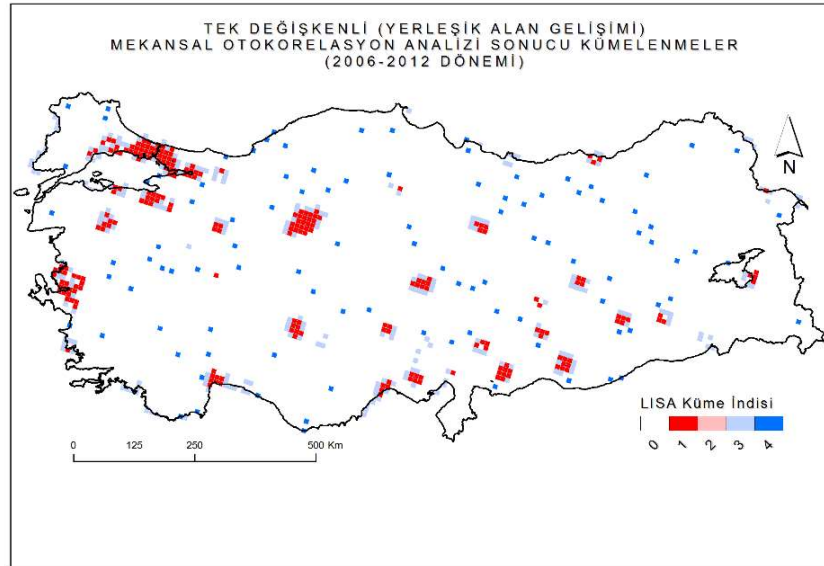 TEK DEĞİŞKENLİ (YERLEŞİK ALAN GELİŞİMİ)
MEKANSAL OTOKORELASYON ANALİZİ SONUCU KÜMELENMELER
(2006-2012 DÖNEMİ)
N
LISA Küme İndisi
0 1 2 3 4
0 125 250 500 Km